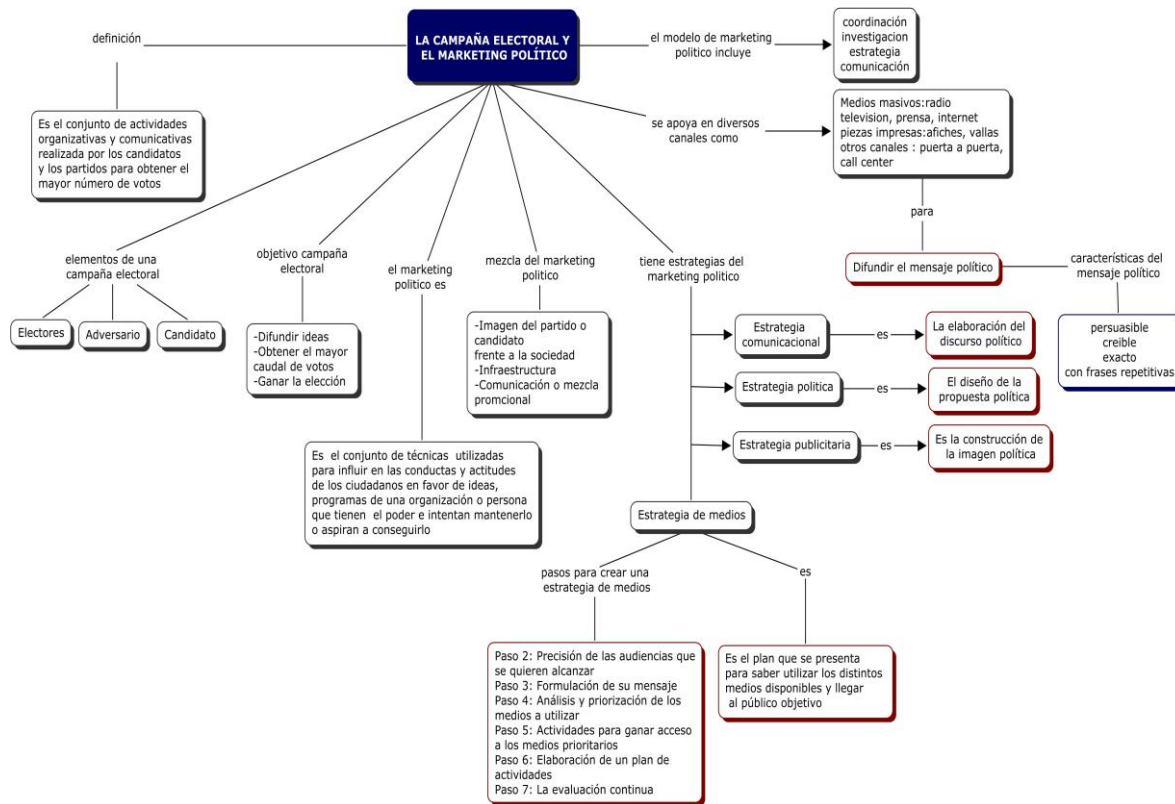 LA CAMPAÑA ELECTORAL Y
EL MARKETING POLÍTICO
definición
Es el conjunto de actividades
organizativas y comunicativas
realizada por los candidatos
y los partidos para obtener el
mayor número de votos
el modelo de marketing
politico incluye
coordinación
investigacion
estrategia
comunicación
se apoya en diversos
canales como
Medios masivos:radio
television, prensa, internet
piezas impresas:afiches, vallas
otros canales : puerta a puerta,
call center
para
Difundir el mensaje político
características del
mensaje político
persuasible
creible
exacto
con frases repetitivas
elementos de una
campaña electoral
Electores
Adversario
Candidato
objetivo campaña
electoral
-Difundir ideas
-Obtener el mayor
caudal de votos
-Ganar la elección
el marketing
politico es
Es el conjunto de técnicas utilizadas
para influir en las conductas y actitudes
de los ciudadanos en favor de ideas,
programas de una organización o persona
que tienen el poder e intentan mantenerlo
o aspiran a conseguirlo
mezcla del marketing
politico
-Imagen del partido o
candidato
frente a la sociedad
-Infraestructura
-Comunicación o mezcla
promcional
tiene estrategias del
marketing politico
Estrategia
comunicacional
es
La elaboración del
discurso político
Estrategia politica
es
El diseño de la
propuesta política
Estrategia publicitaria
es
Es la construcción de
la imagen política
Estrategia de medios
pasos para crear una
estrategia de medios
Paso 2: Precisión de las audiencias que
se quieren alcanzar
Paso 3: Formulación de su mensaje
Paso 4: Análisis y priorización de los
medios a utilizar
Paso 5: Actividades para ganar acceso
a los medios prioritarios
Paso 6: Elaboración de un plan de
actividades
Paso 7: La evaluación continua
es
Es el plan que se presenta
para saber utilizar los distintos
medios disponibles y llegar
al público objetivo